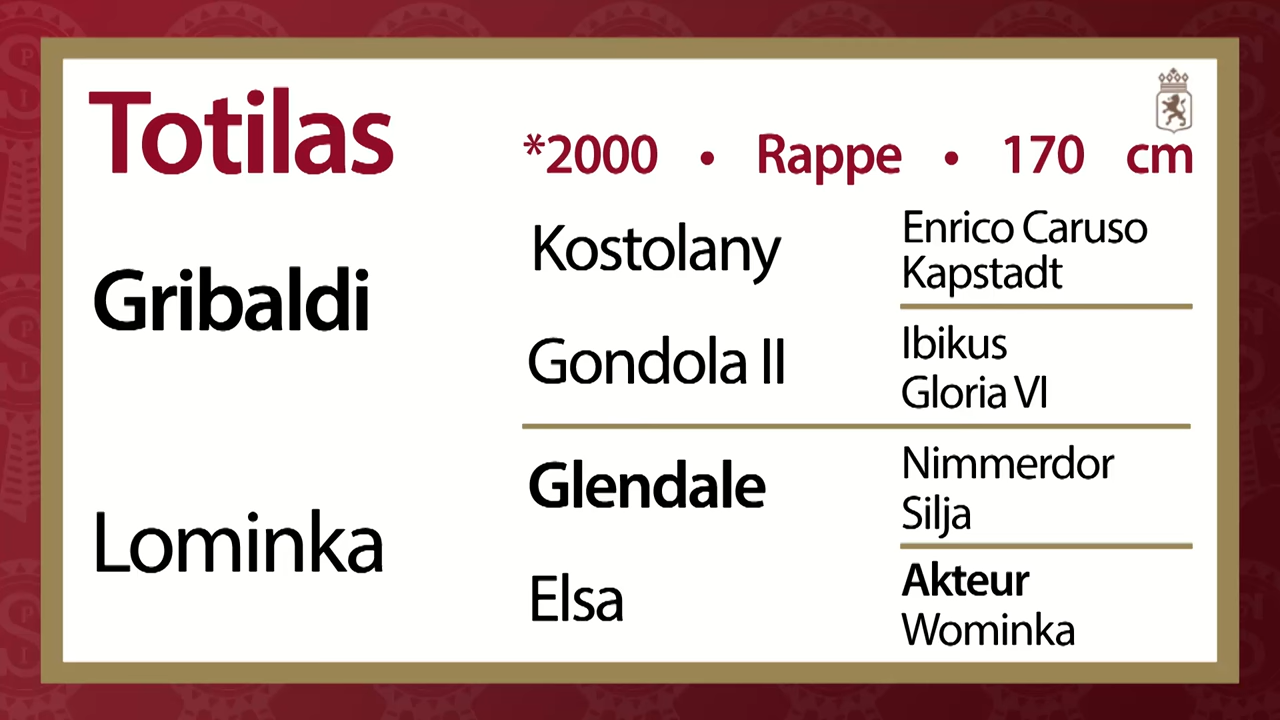 Totilas
*2000 • Rappe • 170 cm
Gribaldi
Kostolany
Enrico Caruso
Kapstadt
Gondola II
Ibikus
Gloria VI
Lominka
Glendale
Nimmerdor
Silja
Elsa
Akteur
Wominka